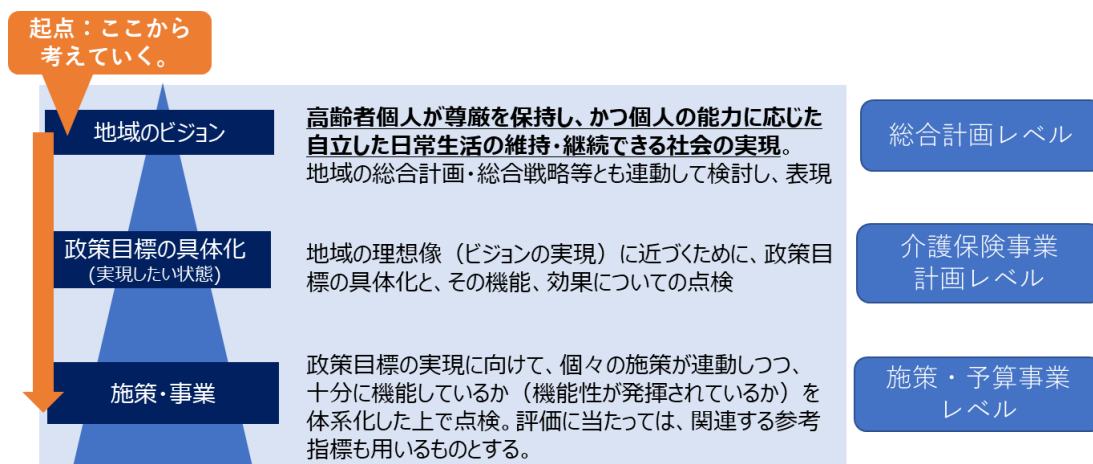 起点：ここから
考えていく。
地域のビジョン
高齢者個人が尊厳を保持し、かつ個人の能力に応じた
自立した日常生活の維持・継続できる社会の実現。
地域の総合計画・総合戦略等とも連動して検討し、表現
総合計画レベル
政策目標の具体化
(実現したい状態)
地域の理想像（ビジョンの実現）に近づくために、政策目
標の具体化と、その機能、効果についての点検
介護保険事業
計画レベル
施策・事業
政策目標の実現に向けて、個々の施策が連動しつつ、
十分に機能しているか（機能性が発揮されているか）を
体系化した上で点検。評価に当たっては、関連する参考
指標も用いるものとする。
施策・予算事業
レベル